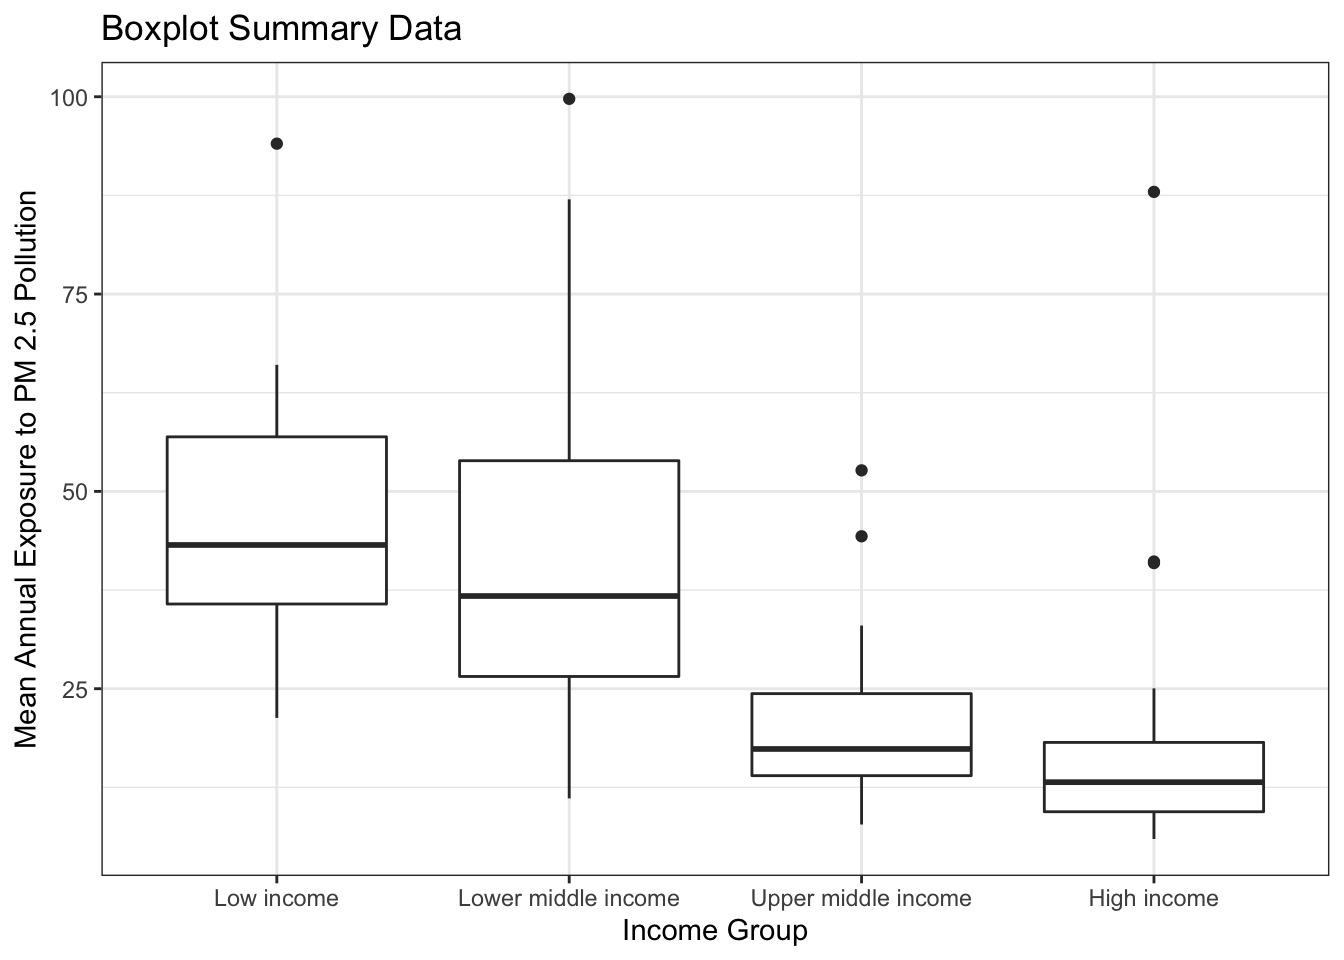 Boxplot Summary Data
Mean Annual Exposure to PM 2.5 Pollution
100
75
50
25
Low income
Lower middle income
Upper middle income
High income
Income Group